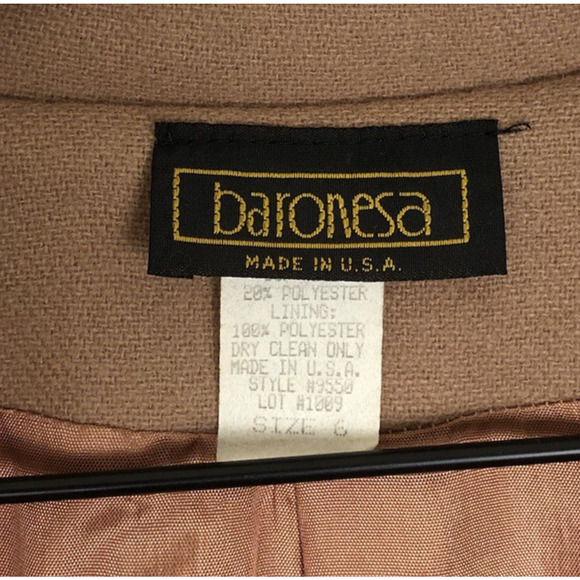 baronesa
MADE IN U.S.A.
20% POLYESTER
LINING:
100% POLYESTER
DRY CLEAN ONLY
MADE IN U.S.A.
STYLE #9550
LOT #1009
SIZE 6